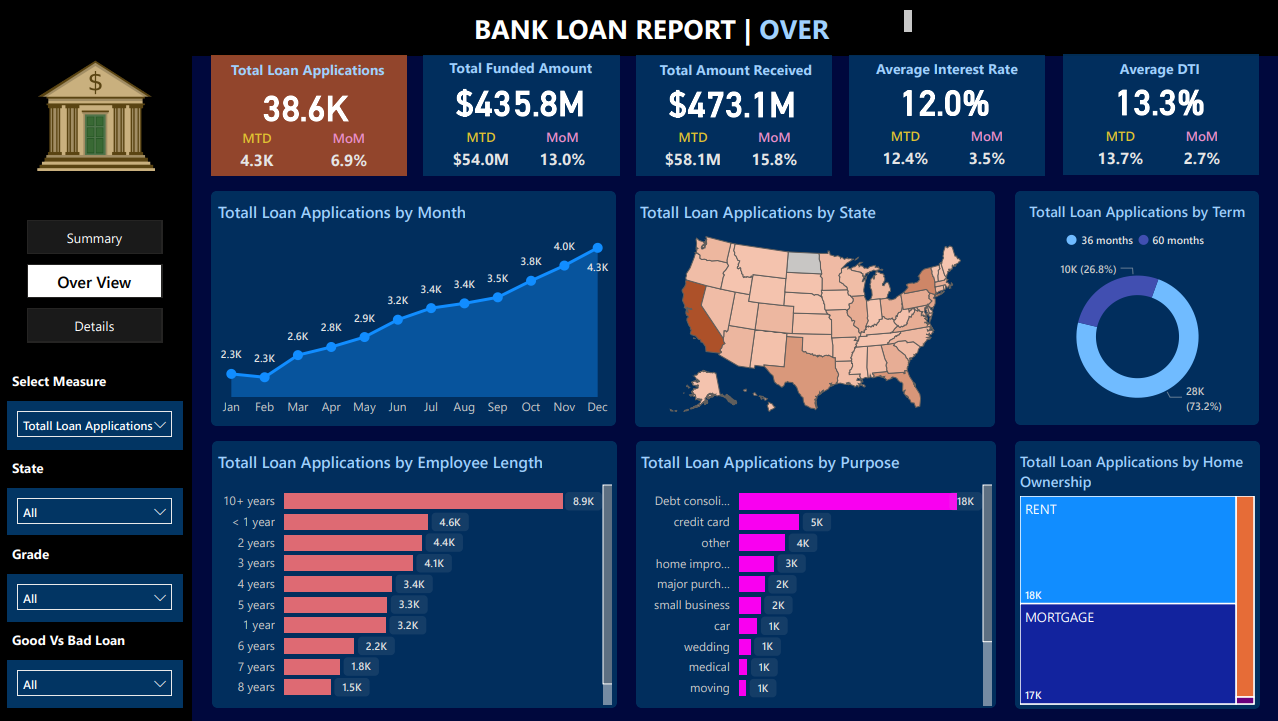 BANK LOAN REPORT | OVER
$
Total Loan Applications
38.6K
MTD MoM
4.3K 6.9%
Total Funded Amount
$435.8M
MTD MoM
$54.0M 13.0%
Total Amount Received
$473.1M
MTD MoM
$58.1M 15.8%
Average Interest Rate
12.0%
MTD MoM
12.4% 3.5%
Average DTI
13.3%
MTD MoM
13.7% 2.7%
Summary
Over View
Details
Select Measure
Totall Loan Applications
State
All
Grade
All
Good Vs Bad Loan
All
Totall Loan Applications by Month
2.3K 2.3K 2.6K 2.8K 2.9K 3.2K 3.4K 3.4K 3.5K 3.8K 4.0K 4.3K
Jan Feb Mar Apr May Jun Jul Aug Sep Oct Nov Dec
Totall Loan Applications by State
Totall Loan Applications by Term
36 months 60 months
10K (26.8%)
28K
(73.2%)
Totall Loan Applications by Employee Length
10+ years 8.9K
< 1 year 4.6K
2 years 4.4K
3 years 4.1K
4 years 3.4K
5 years 3.3K
1 year 3.2K
6 years 2.2K
7 years 1.8K
8 years 1.5K
Totall Loan Applications by Purpose
Debt consoli... 18K
credit card 5K
other 4K
home impro... 3K
major purch... 2K
small business 2K
car 1K
wedding 1K
medical 1K
moving 1K
Totall Loan Applications by Home
Ownership
RENT
18K
MORTGAGE
17K